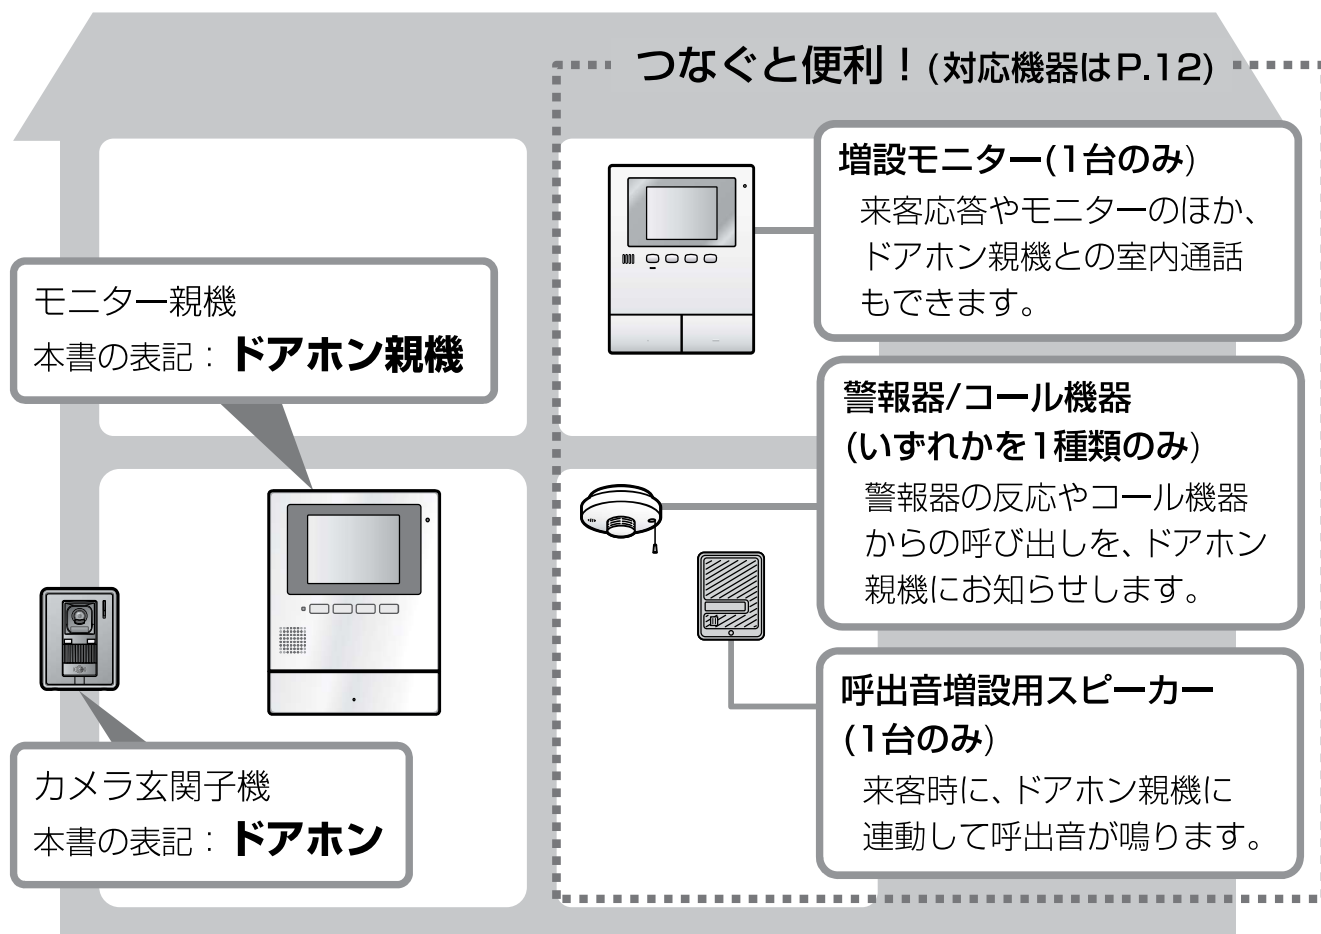 つなぐと便利！(対応機器はP.12)
増設モニター(1台のみ)
来客応答やモニターのほか、
ドアホン親機との室内通話
もできます。
モニター親機
本書の表記：ドアホン親機
警報器/コール機器
(いずれかを1種類のみ)
警報器の反応やコール機器
からの呼び出しを、ドアホン
親機にお知らせします。
呼出音増設用スピーカー
(1台のみ)
来客時に、ドアホン親機に
連動して呼出音が鳴ります。
カメラ玄関子機
本書の表記：ドアホン